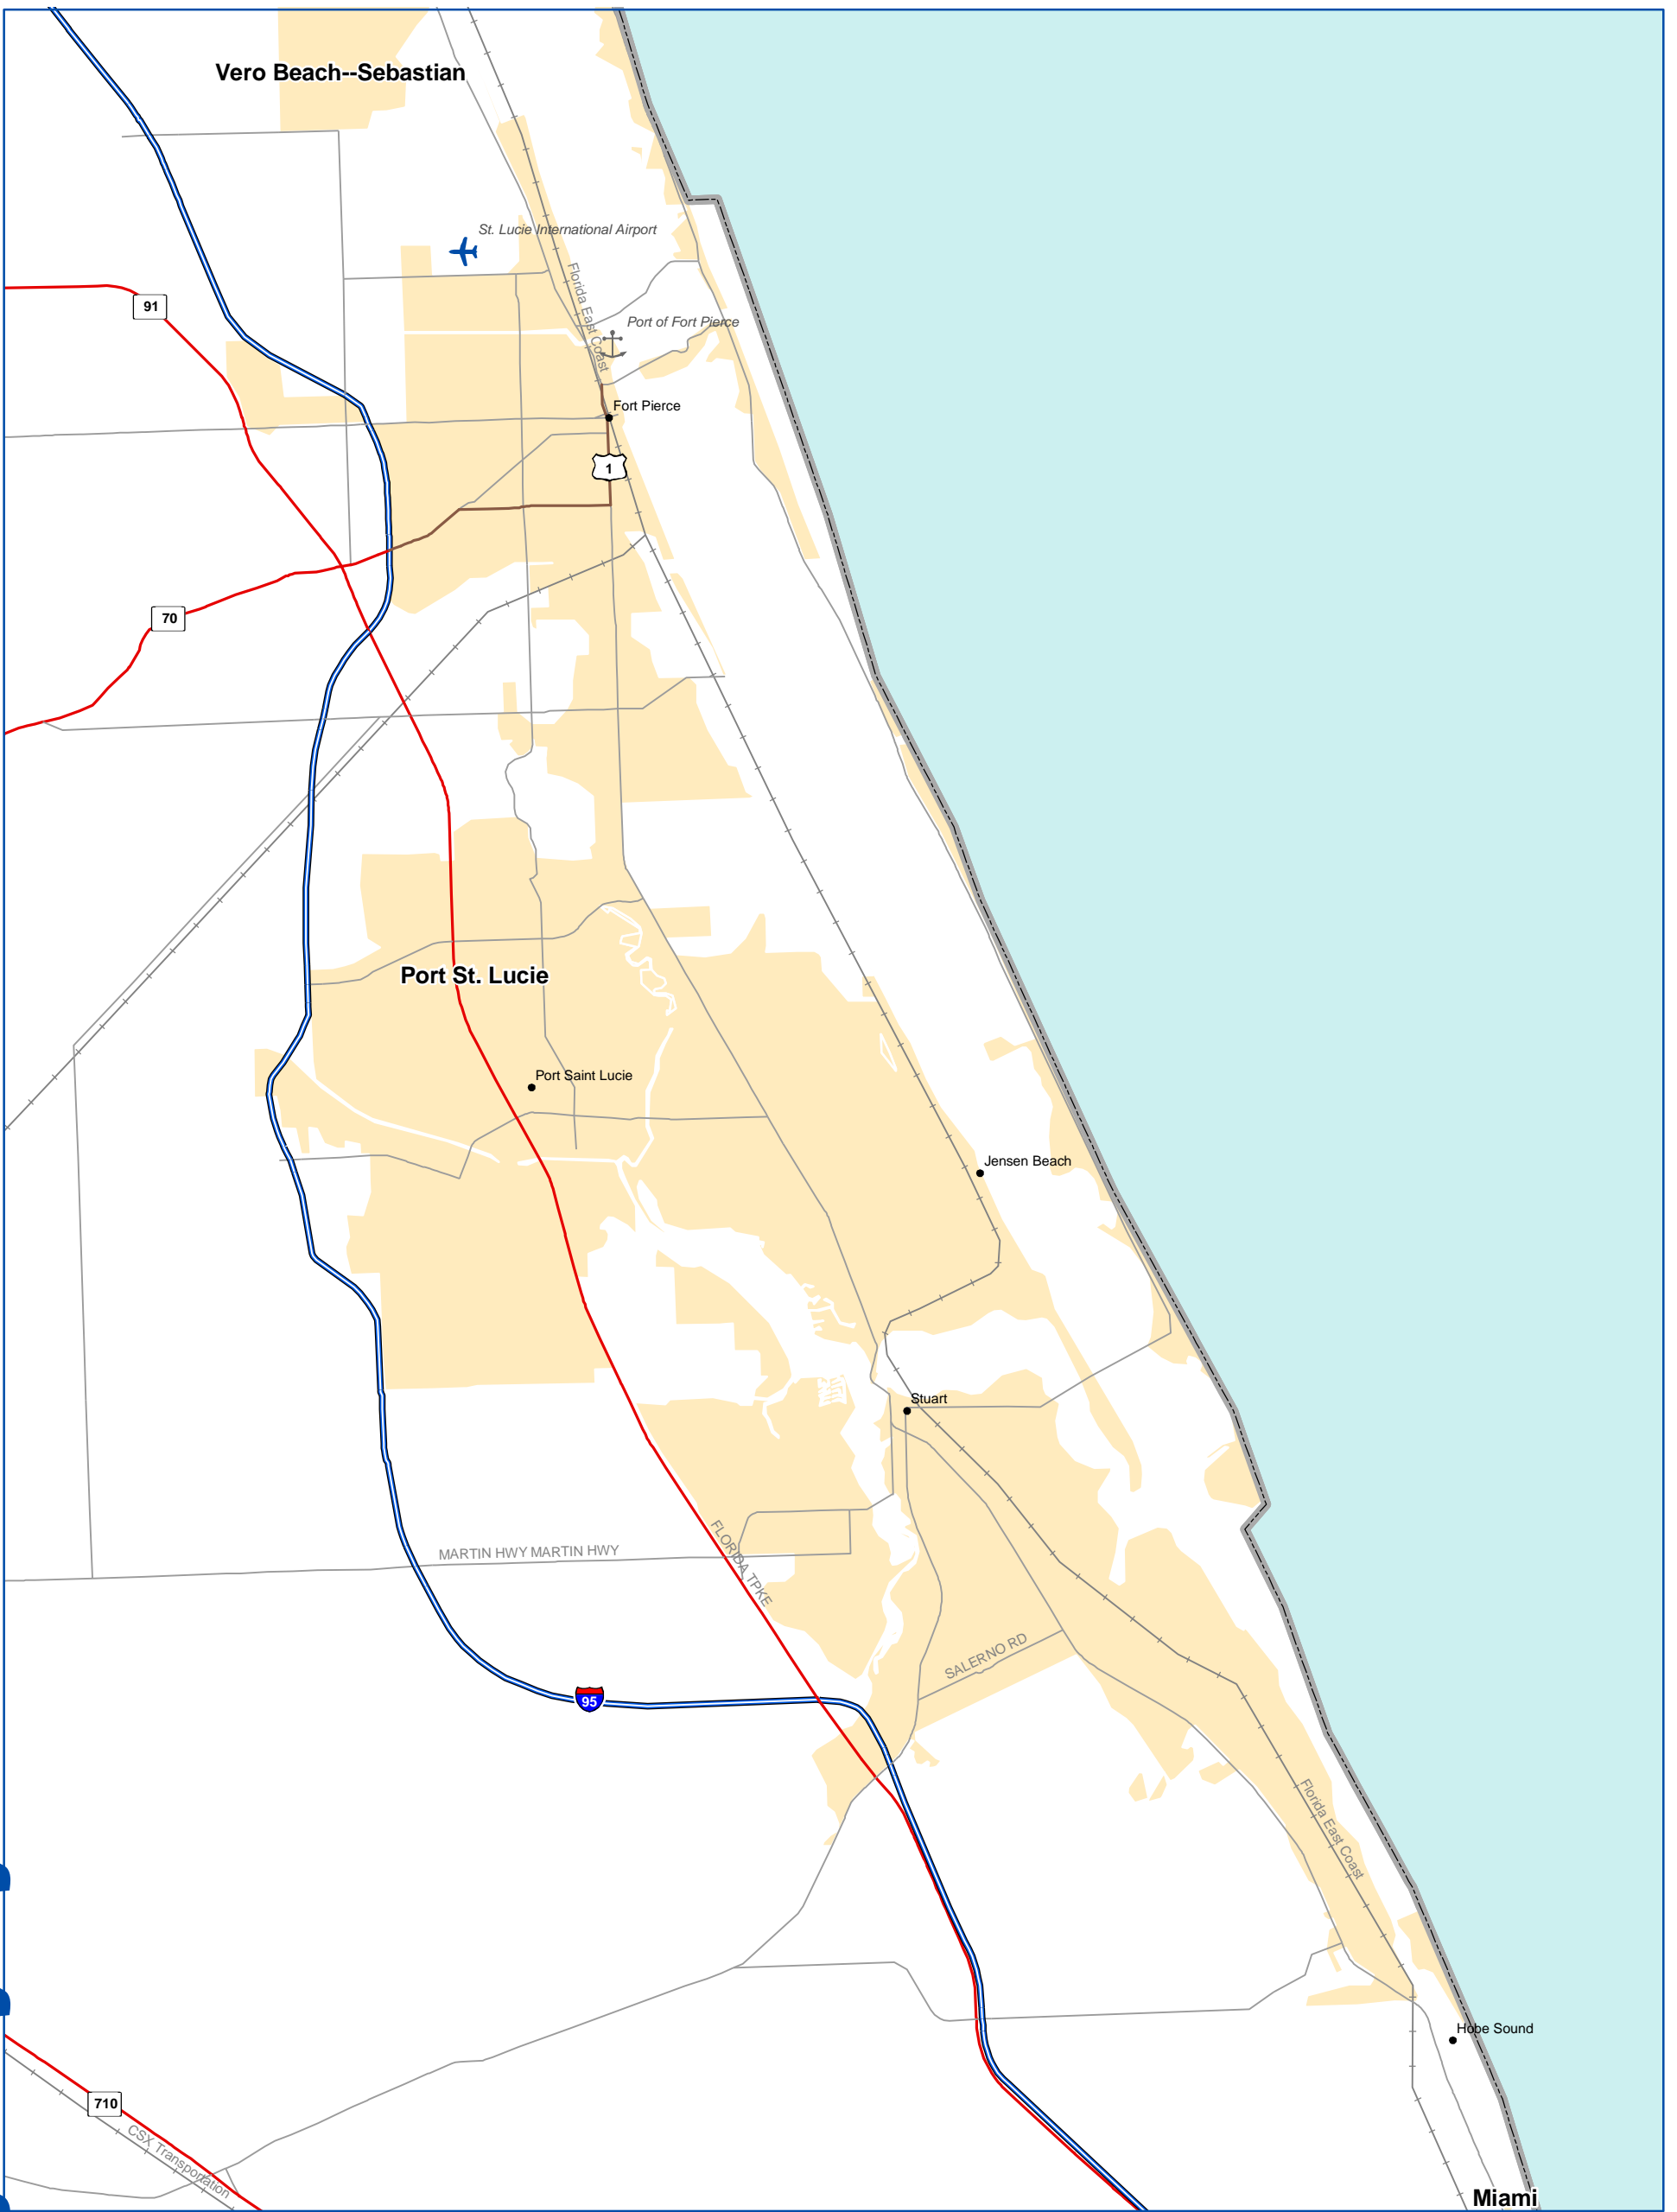 Vero Beach--Sebastian
St. Lucie International Airport
Florida East Coast
91
Port of Fort Pierce
Fort Pierce
1
70
Port St. Lucie
Port Saint Lucie
Jensen Beach
Stuart
MARTIN HWY MARTIN HWY
FLORIDA TPKE
SALERNO RD
95
Florida East Coast
Hobe Sound
710
CSX Transportation
Miami